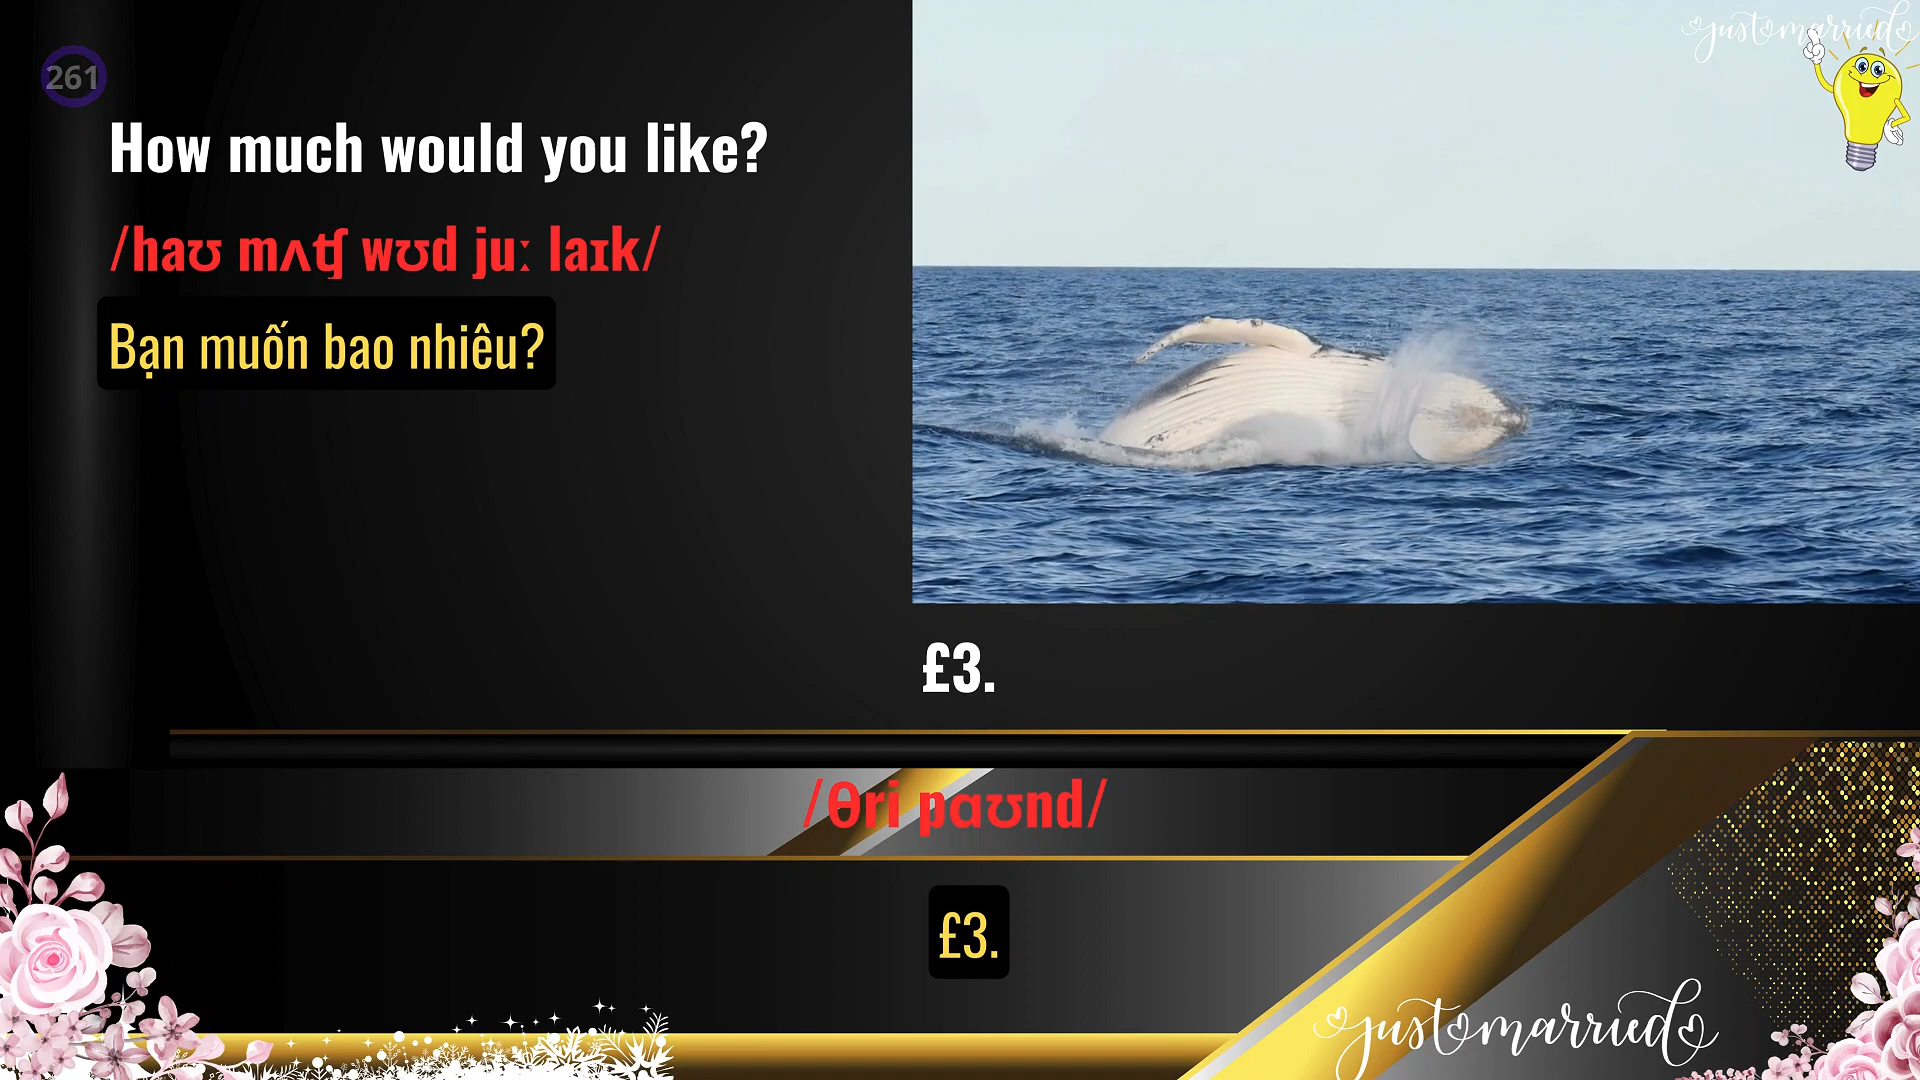 261
justmarried
How much would you like?
/haʊ mʌʧ wʊd juː laɪk/
Bạn muốn bao nhiêu?
£3.
/θri paʊnd/
£3.
justmarried